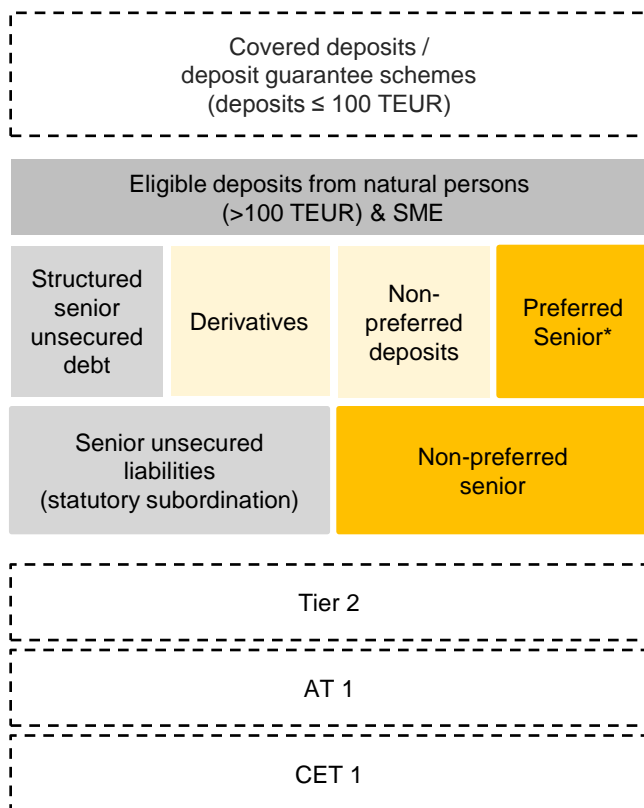 Covered deposits /
deposit guarantee schemes
(deposits ≤ 100 TEUR)
Eligible deposits from natural persons
(>100 TEUR) & SME
Structured
senior
unsecured
debt
Derivatives
Non-
preferred
deposits
Preferred
Senior*
Senior unsecured
liabilities
(statutory subordination)
Non-preferred
senior
Tier 2
AT 1
CET 1